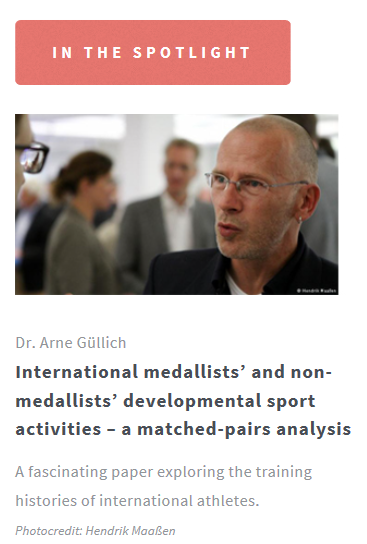 IN THE SPOTLIGHT
© Hendrik Maaßen
Dr. Arne Güllich
International medallists’ and non-
medallists’ developmental sport
activities – a matched-pairs analysis
A fascinating paper exploring the training
histories of international athletes.
Photocredit: Hendrik Maaßen